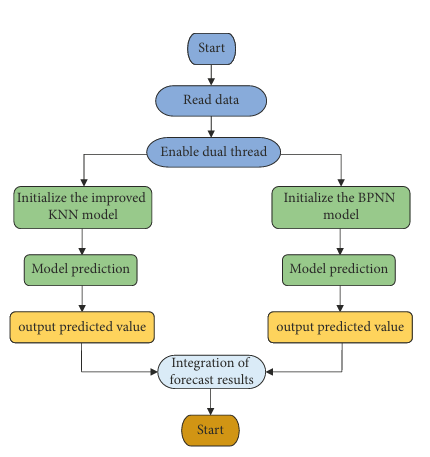 Start
Read data
Enable dual thread
Initialize the improved
KNN model
Initialize the BPNN
model
Model prediction
Model prediction
output predicted value
output predicted value
Integration of
forecast results
Start